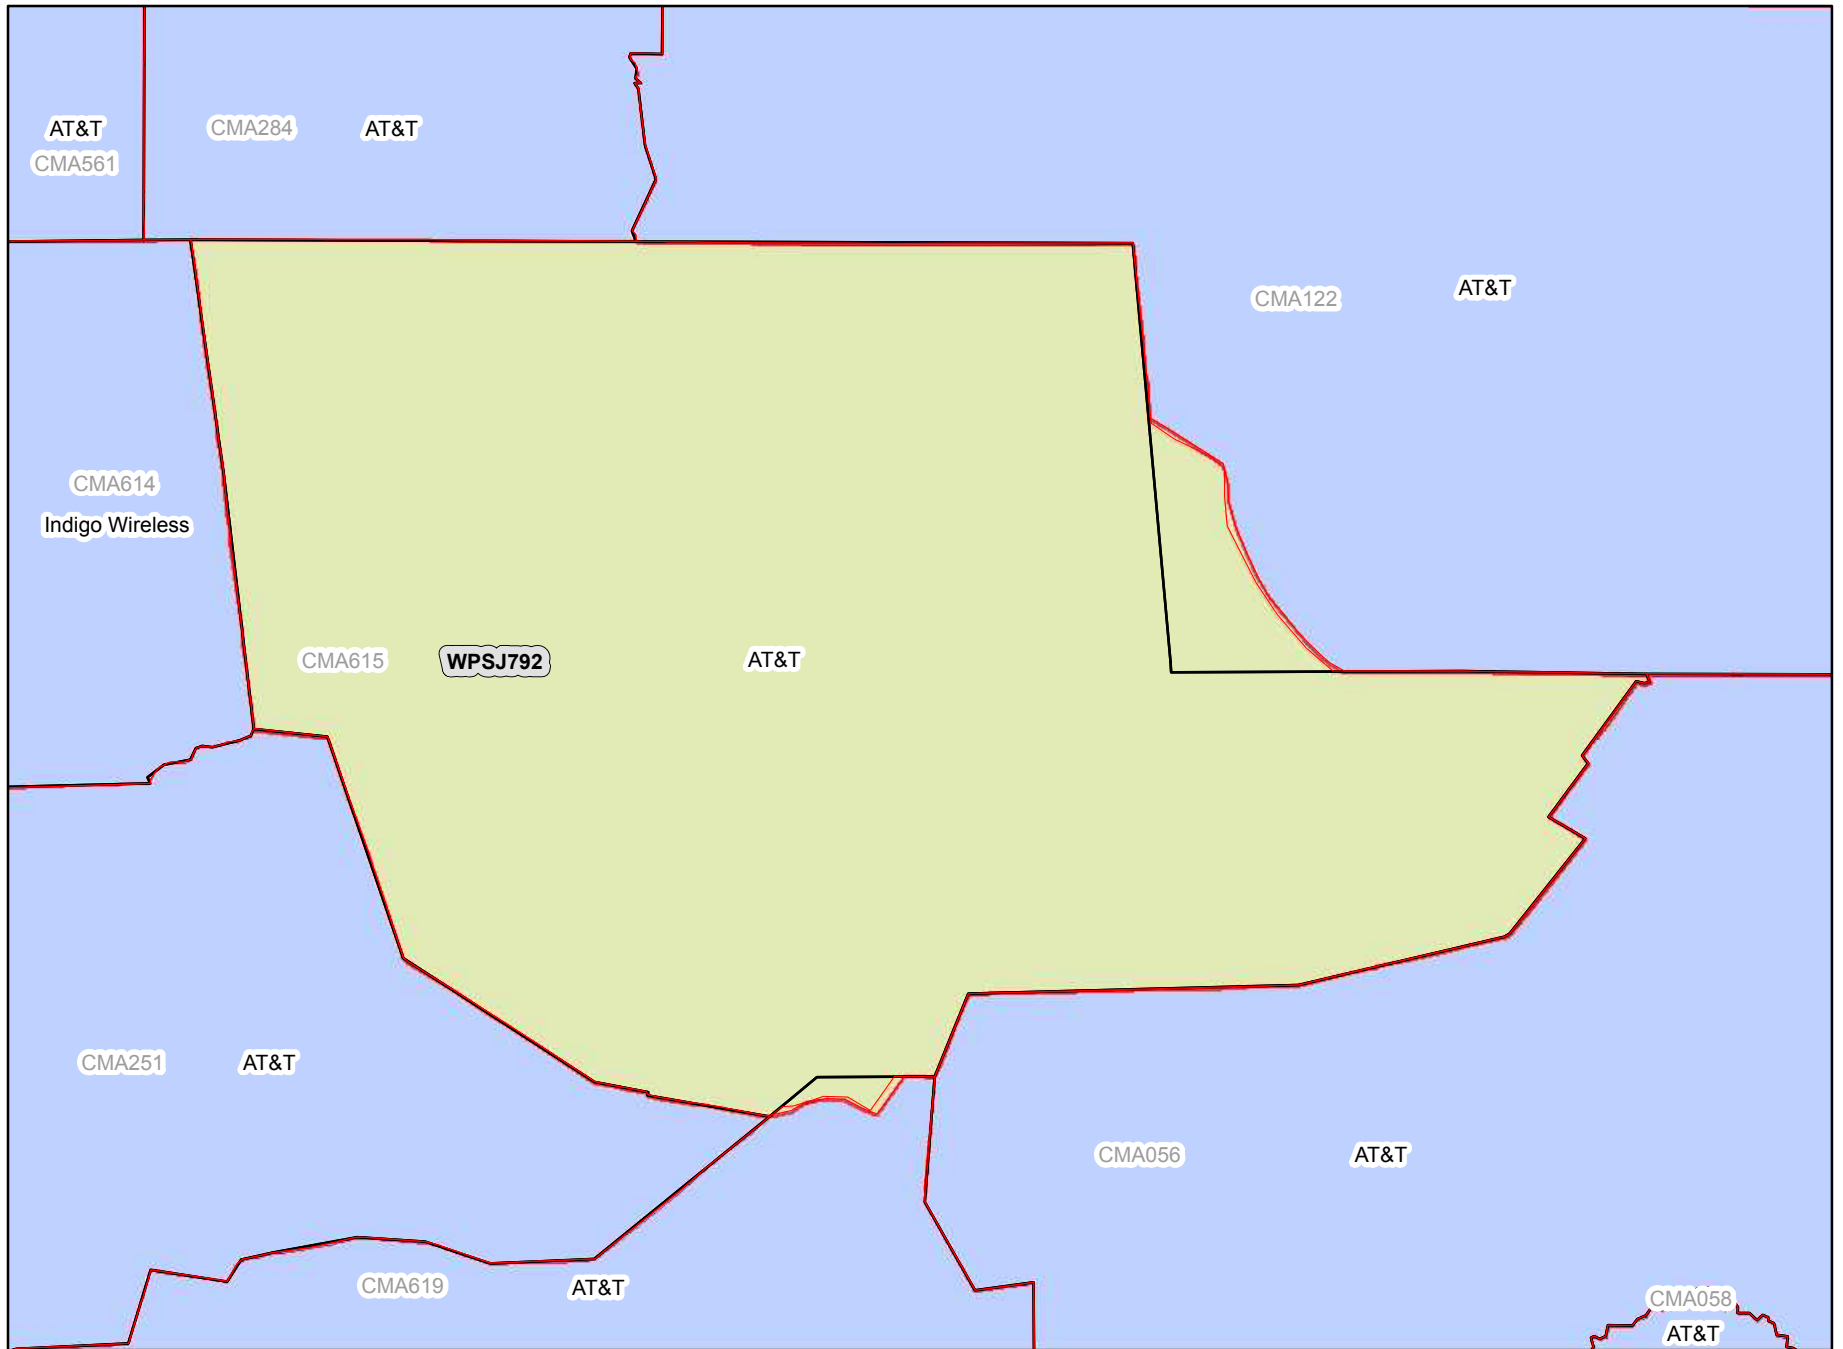 AT&T
CMA561
CMA284 AT&T
CMA122 AT&T
CMA614
Indigo Wireless
CMA615 WPSJ792 AT&T
CMA251 AT&T
CMA056 AT&T
CMA619 AT&T
CMA058
AT&T